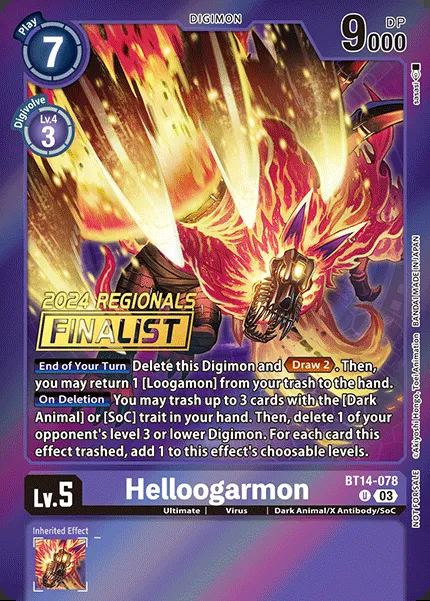 Play
DIGIMON
DP
7
9000
Digivolve
Lv.4
3
sasasi
2024 REGIONALS
FINALIST
End of Your Turn Delete this Digimon and Draw 2. Then,
you may return 1 [Loogamon] from your trash to the hand.
On Deletion You may trash up to 3 cards with the [Dark
Animal] or [SoC] trait in your hand. Then, delete 1 of your
opponent's level 3 or lower Digimon. For each card this
effect trashed, add 1 to this effect's choosable levels.
Lv.5
Helloogarmon
BT14-078
U 03
Ultimate | Virus | Dark Animal/X Antibody/SoC
Inherited Effect
–
©Akiyoshi Hongo, Toei Animation BANDAI MADE IN JAPAN
NOT FOR SALE